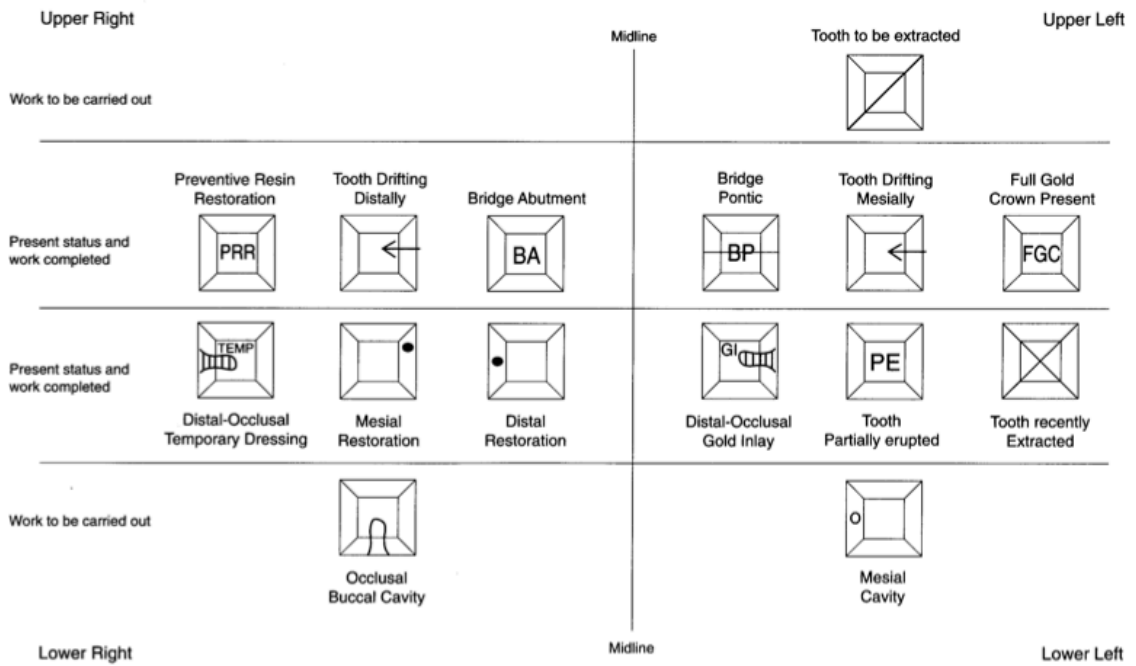 Upper Right
Upper Left
Midline
Tooth to be extracted
Work to be carried out
Preventive Resin
Restoration
Tooth Drifting
Distally
Bridge Abutment
Bridge
Pontic
Tooth Drifting
Mesially
Full Gold
Crown Present
Present status and
work completed
PRR
BA
BP
FGC
Present status and
work completed
TEMP
GI
PE
Distal-Occlusal
Temporary Dressing
Mesial
Restoration
Distal
Restoration
Distal-Occlusal
Gold Inlay
Tooth
Partially erupted
Tooth recently
Extracted
Work to be carried out
O
Occlusal
Buccal Cavity
Mesial
Cavity
Lower Right
Midline
Lower Left